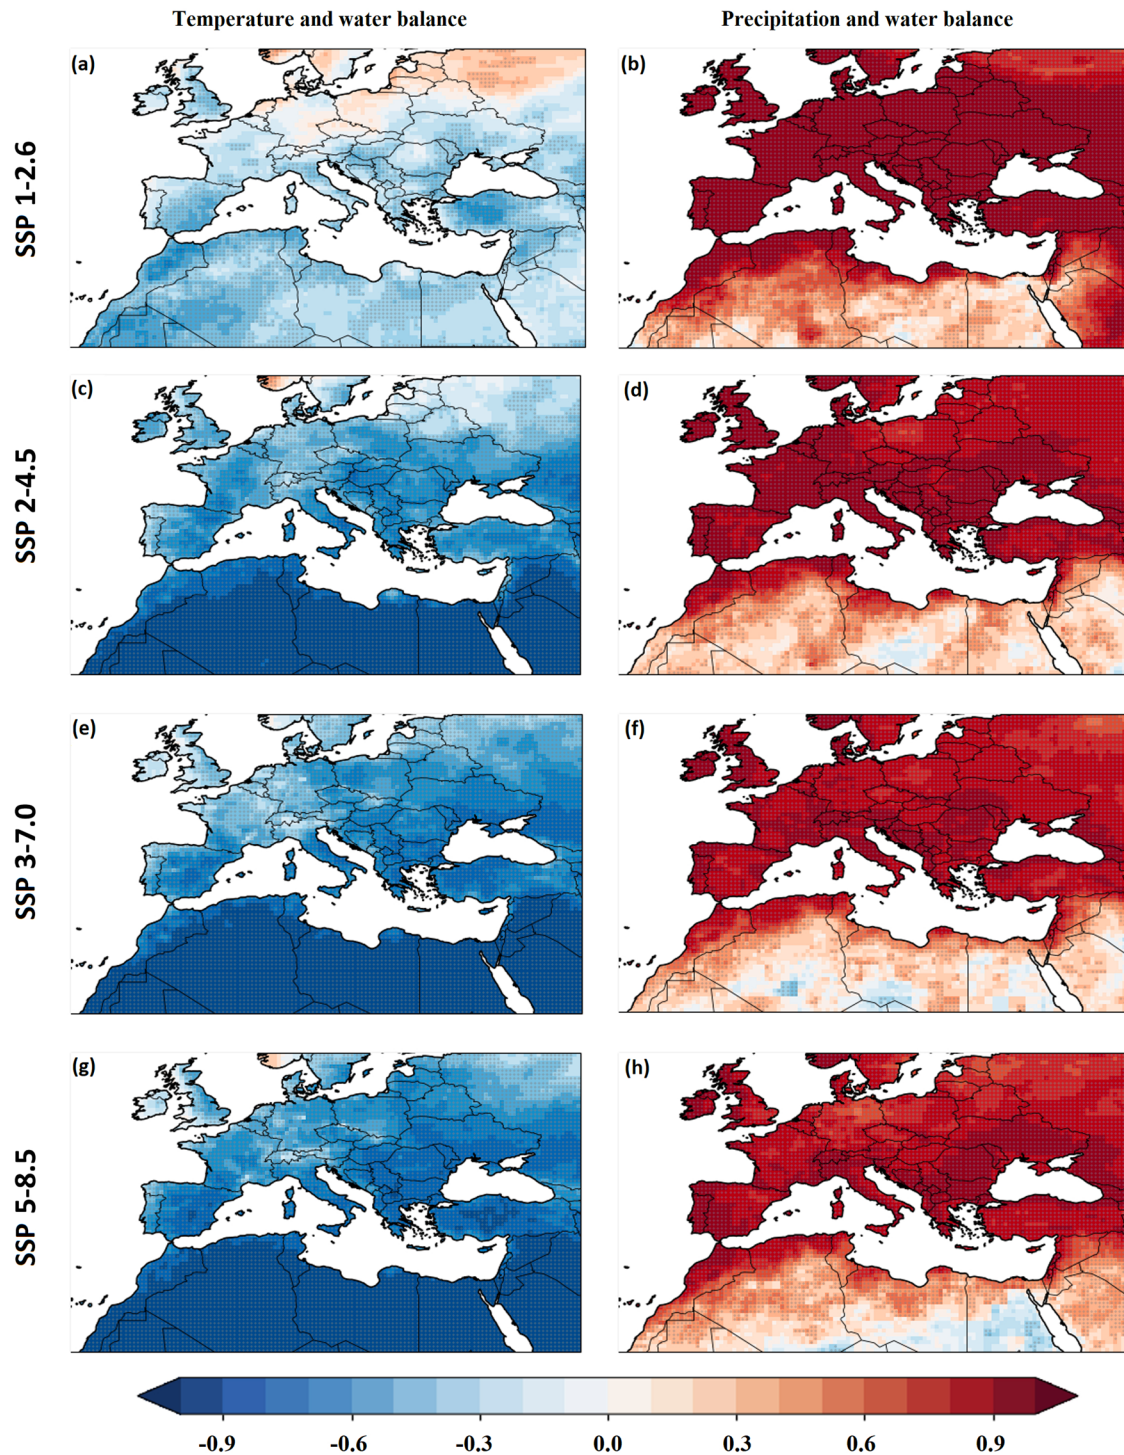 Temperature and water balance
Precipitation and water balance
SSP 1-2.6
(a)
(b)
SSP 2-4.5
(c)
(d)
SSP 3-7.0
(e)
(f)
SSP 5-8.5
(g)
(h)
-0.9 -0.6 -0.3 0.0 0.3 0.6 0.9